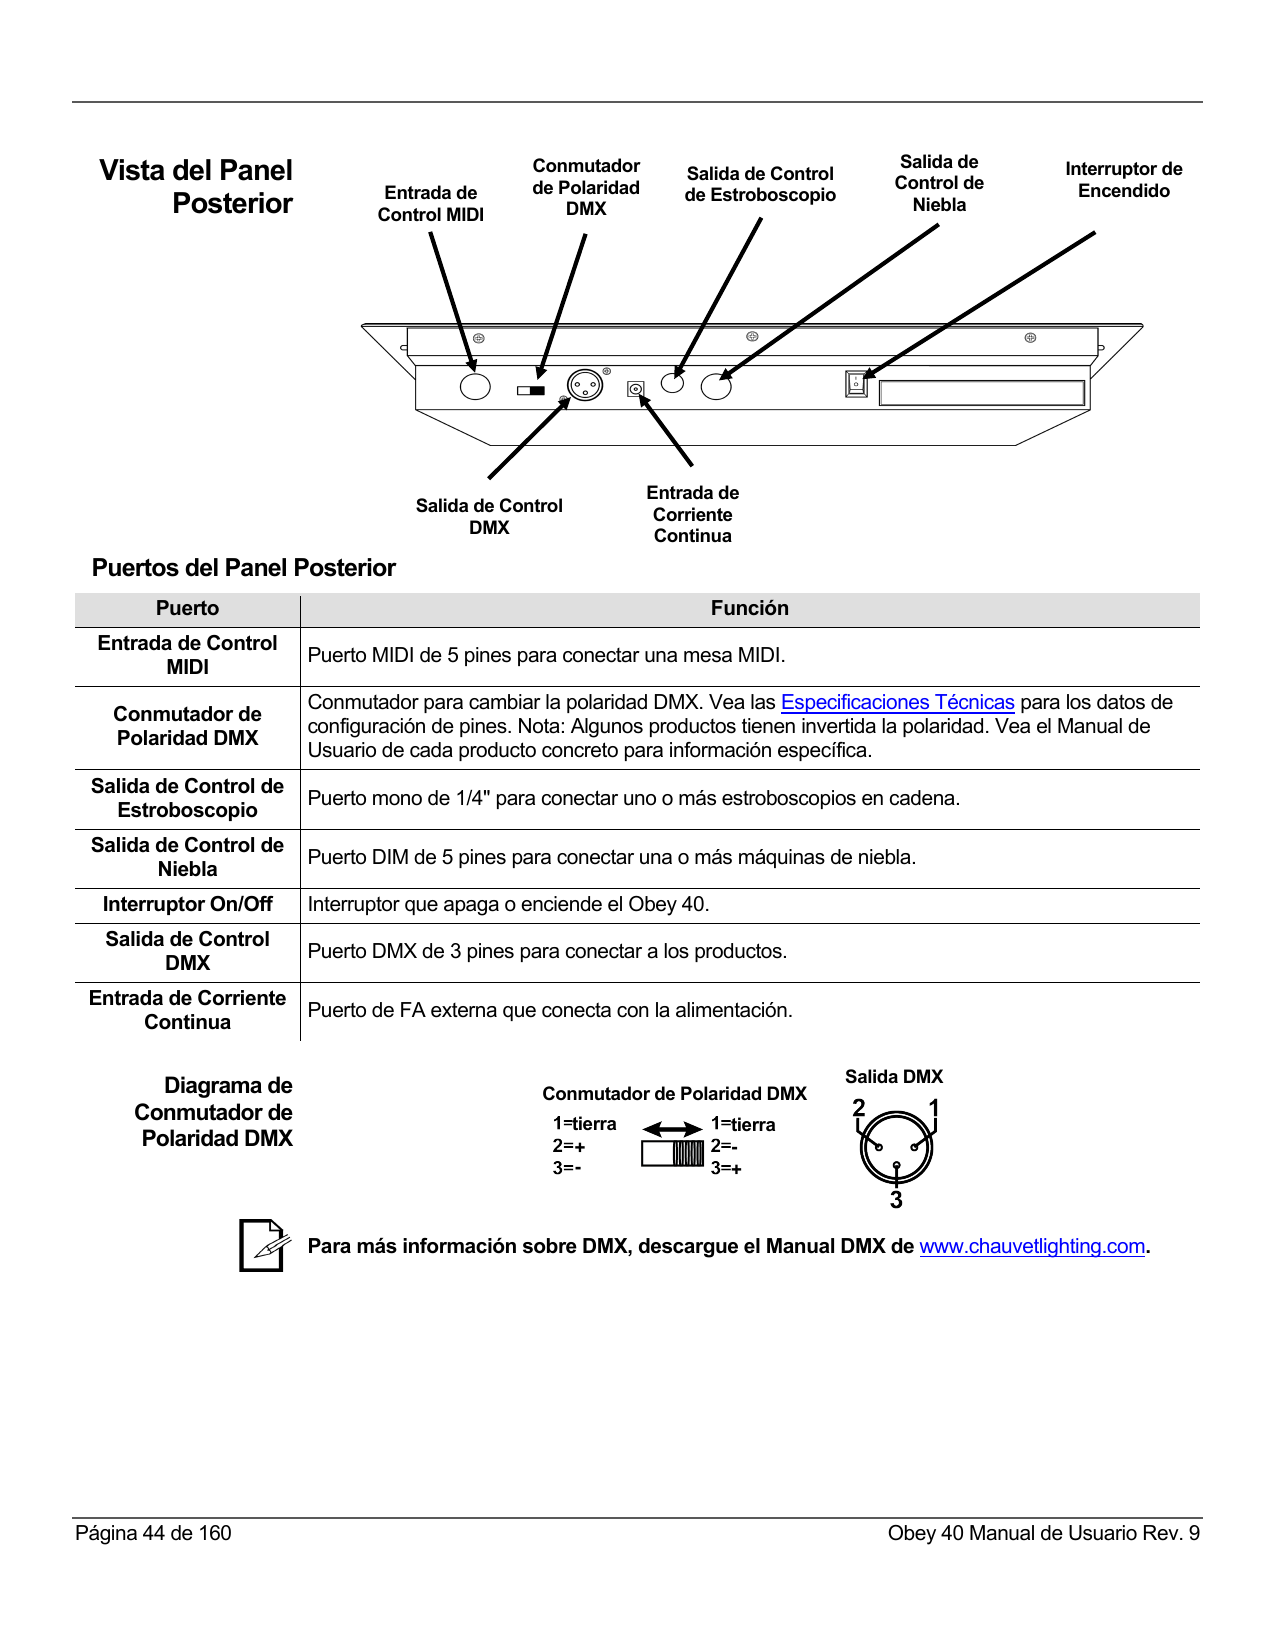 Vista del Panel
Posterior
Entrada de
Control MIDI
Conmutador
de Polaridad
DMX
Salida de Control
de Estroboscopio
Salida de
Control de
Niebla
Interruptor de
Encendido
Salida de Control
DMX
Entrada de
Corriente
Continua
Puertos del Panel Posterior
Puerto Función
Entrada de Control
MIDI
Puerto MIDI de 5 pines para conectar una mesa MIDI.
Conmutador de
Polaridad DMX
Conmutador para cambiar la polaridad DMX. Vea las Especificaciones Técnicas para los datos de
configuración de pines. Nota: Algunos productos tienen invertida la polaridad. Vea el Manual de
Usuario de cada producto concreto para información específica.
Salida de Control de
Estroboscopio
Puerto mono de 1/4" para conectar uno o más estroboscopios en cadena.
Salida de Control de
Niebla
Puerto DIM de 5 pines para conectar una o más máquinas de niebla.
Interruptor On/Off Interruptor que apaga o enciende el Obey 40.
Salida de Control
DMX
Puerto DMX de 3 pines para conectar a los productos.
Entrada de Corriente
Continua
Puerto de FA externa que conecta con la alimentación.
Diagrama de
Conmutador de
Polaridad DMX
Conmutador de Polaridad DMX
1=tierra
2=+
3=-
1=tierra
2=-
3=+
Salida DMX
2 1
3
Para más información sobre DMX, descargue el Manual DMX de www.chauvetlighting.com.
Página 44 de 160 Obey 40 Manual de Usuario Rev. 9